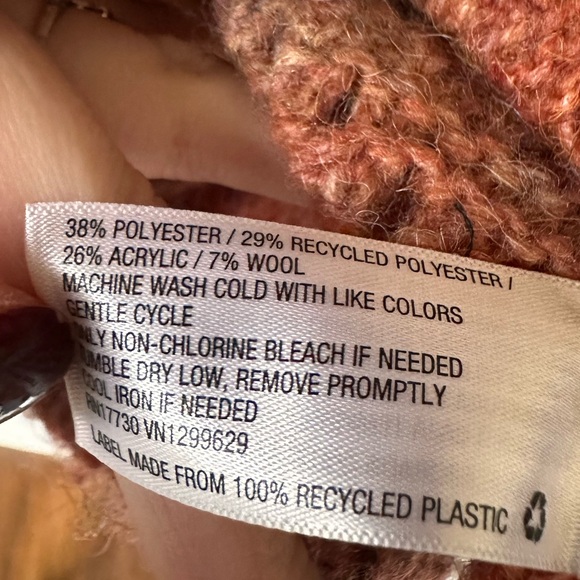 38% POLYESTER / 29% RECYCLED POLYESTER /
26% ACRYLIC / 7% WOOL
MACHINE WASH COLD WITH LIKE COLORS
GENTLE CYCLE
ONLY NON-CHLORINE BLEACH IF NEEDED
TUMBLE DRY LOW, REMOVE PROMPTLY
COOL IRON IF NEEDED
RN17730 VN1299629
LABEL MADE FROM 100% RECYCLED PLASTIC